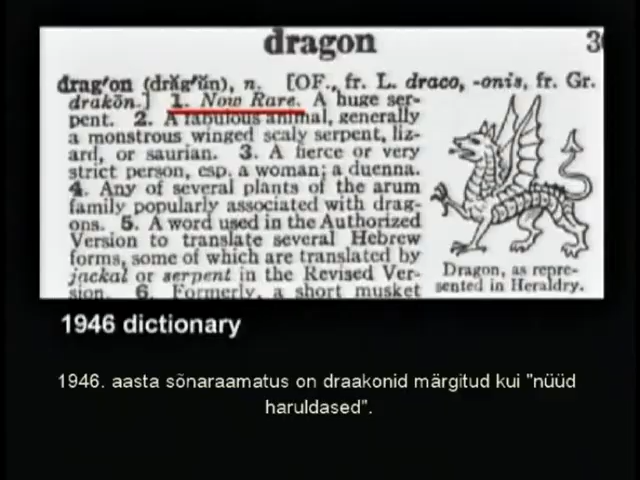 dragon 3
drag′on (drăg′ŭn), n. [OF., fr. L. draco, -onis, fr. Gr.
drakōn.] 1. Now Rare. A huge ser-
pent. 2. A fabulous animal, generally
a monstrous winged scaly serpent, liz-
ard, or saurian. 3. A fierce or very
strict person, esp. a woman; a duenna.
4. Any of several plants of the arum
family popularly associated with drag-
ons. 5. A word used in the Authorized
Version to translate several Hebrew
forms, some of which are translated by
jackal or serpent in the Revised Ver-
sion. 6. Formerly, a short musket
Dragon, as repre-
sented in Heraldry.
1946 dictionary
1946. aasta sõnaraamatus on draakonid märgitud kui "nüüd
haruldased".